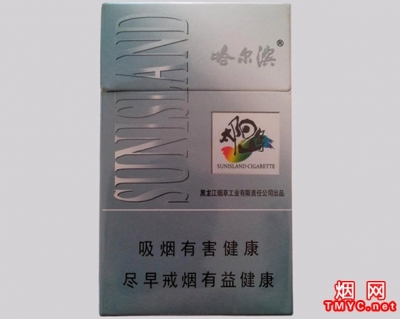 SUNISLAND
哈尔滨®
SUNISLAND·CIGARETTE
黑龙江烟草工业有限责任公司出品
吸烟有害健康
尽早戒烟有益健康
烟网
TMYC.net